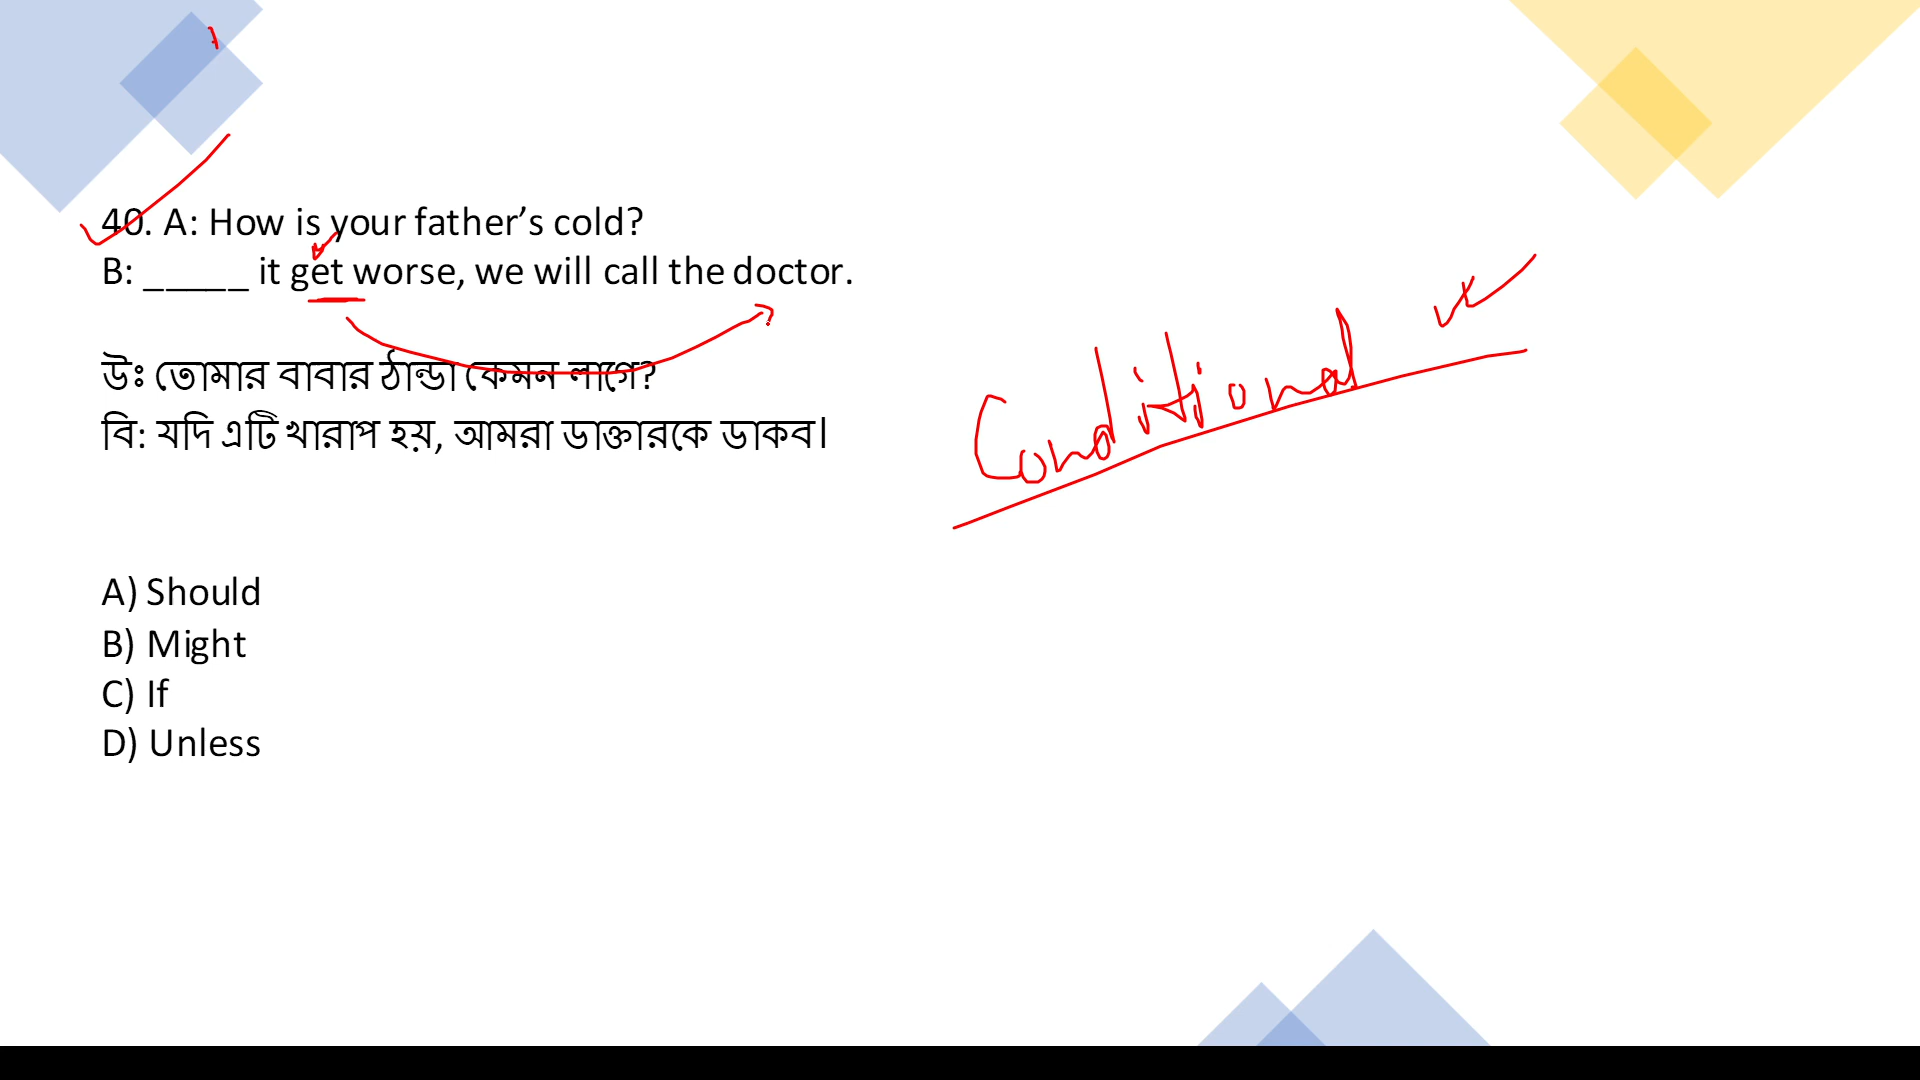 40. A: How is your father’s cold?
B: _____ it get worse, we will call the doctor.
উঃ তোমার বাবার ঠান্ডা কেমন লাগে?
বি: যদি এটি খারাপ হয়, আমরা ডাক্তারকে ডাকব।
Conditional
A) Should
B) Might
C) If
D) Unless